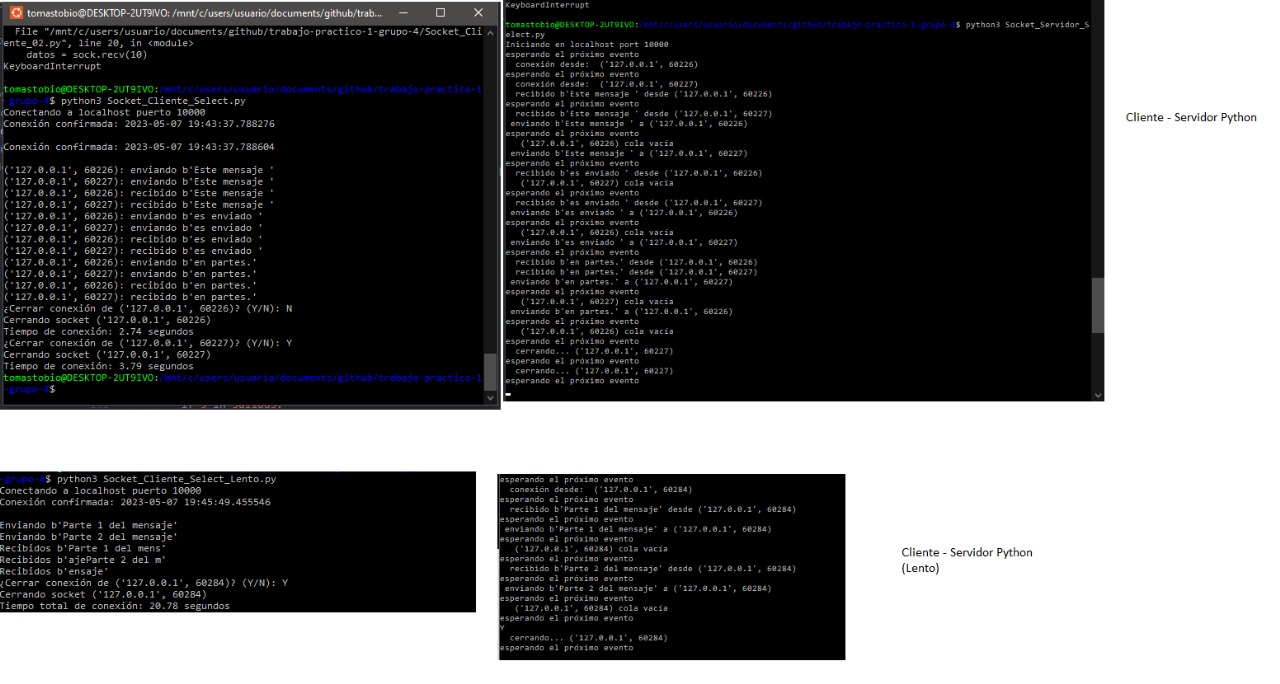 tomastobio@DESKTOP-2UT9IVO: /mnt/c/users/usuario/documents/github/trab...
File "/mnt/c/users/usuario/documents/github/trabajo-practico-1-grupo-4/Socket_Cli
ente_02.py", line 20, in <module>
datos = sock.recv(10)
KeyboardInterrupt
tomastobio@DESKTOP-2UT9IVO:/mnt/c/users/usuario/documents/github/trabajo-practico-1
-grupo-4$ python3 Socket_Cliente_Select.py
Conectando a localhost puerto 10000
Conexión confirmada: 2023-05-07 19:43:37.788276
Conexión confirmada: 2023-05-07 19:43:37.788604
('127.0.0.1', 60226): enviando b'Este mensaje '
('127.0.0.1', 60227): enviando b'Este mensaje '
('127.0.0.1', 60226): recibido b'Este mensaje '
('127.0.0.1', 60227): recibido b'Este mensaje '
('127.0.0.1', 60226): enviando b'es enviado '
('127.0.0.1', 60227): enviando b'es enviado '
('127.0.0.1', 60226): recibido b'es enviado '
('127.0.0.1', 60227): recibido b'es enviado '
('127.0.0.1', 60226): enviando b'en partes.'
('127.0.0.1', 60227): enviando b'en partes.'
('127.0.0.1', 60226): recibido b'en partes.'
('127.0.0.1', 60227): recibido b'en partes.'
¿Cerrar conexión de ('127.0.0.1', 60226)? (Y/N): N
Cerrando socket ('127.0.0.1', 60226)
Tiempo de conexión: 2.74 segundos
¿Cerrar conexión de ('127.0.0.1', 60227)? (Y/N): Y
Cerrando socket ('127.0.0.1', 60227)
Tiempo de conexión: 3.79 segundos
tomastobio@DESKTOP-2UT9IVO:/mnt/c/users/usuario/documents/github/trabajo-practico-1
-grupo-4$
KeyboardInterrupt
tomastobio@DESKTOP-2UT9IVO:/mnt/c/users/usuario/documents/github/trabajo-practico-1-grupo-4$ python3 Socket_Servidor_S
elect.py
Iniciando en localhost port 10000
esperando el próximo evento
conexión desde:  ('127.0.0.1', 60226)
esperando el próximo evento
conexión desde:  ('127.0.0.1', 60227)
recibido b'Este mensaje ' desde ('127.0.0.1', 60226)
esperando el próximo evento
recibido b'Este mensaje ' desde ('127.0.0.1', 60227)
enviando b'Este mensaje ' a ('127.0.0.1', 60226)
esperando el próximo evento
('127.0.0.1', 60226) cola vacía
enviando b'Este mensaje ' a ('127.0.0.1', 60227)
esperando el próximo evento
recibido b'es enviado ' desde ('127.0.0.1', 60226)
('127.0.0.1', 60227) cola vacía
esperando el próximo evento
recibido b'es enviado ' desde ('127.0.0.1', 60227)
enviando b'es enviado ' a ('127.0.0.1', 60226)
esperando el próximo evento
('127.0.0.1', 60226) cola vacía
enviando b'es enviado ' a ('127.0.0.1', 60227)
esperando el próximo evento
recibido b'en partes.' desde ('127.0.0.1', 60226)
recibido b'en partes.' desde ('127.0.0.1', 60227)
enviando b'en partes.' a ('127.0.0.1', 60227)
esperando el próximo evento
('127.0.0.1', 60227) cola vacía
enviando b'en partes.' a ('127.0.0.1', 60226)
esperando el próximo evento
('127.0.0.1', 60226) cola vacía
esperando el próximo evento
cerrando... ('127.0.0.1', 60227)
esperando el próximo evento
cerrando... ('127.0.0.1', 60227)
esperando el próximo evento
Cliente - Servidor Python
-grupo-4$ python3 Socket_Cliente_Select_Lento.py
Conectando a localhost puerto 10000
Conexión confirmada: 2023-05-07 19:45:49.455546
Enviando b'Parte 1 del mensaje'
Enviando b'Parte 2 del mensaje'
Recibidos b'Parte 1 del mens'
Recibidos b'ajeParte 2 del m'
Recibidos b'ensaje'
¿Cerrar conexión de ('127.0.0.1', 60284)? (Y/N): Y
Cerrando socket ('127.0.0.1', 60284)
Tiempo total de conexión: 20.78 segundos
esperando el próximo evento
conexión desde:  ('127.0.0.1', 60284)
esperando el próximo evento
recibido b'Parte 1 del mensaje' desde ('127.0.0.1', 60284)
esperando el próximo evento
enviando b'Parte 1 del mensaje' a ('127.0.0.1', 60284)
esperando el próximo evento
('127.0.0.1', 60284) cola vacía
esperando el próximo evento
recibido b'Parte 2 del mensaje' desde ('127.0.0.1', 60284)
esperando el próximo evento
enviando b'Parte 2 del mensaje' a ('127.0.0.1', 60284)
esperando el próximo evento
('127.0.0.1', 60284) cola vacía
esperando el próximo evento
Y
cerrando... ('127.0.0.1', 60284)
esperando el próximo evento
Cliente - Servidor Python
(Lento)